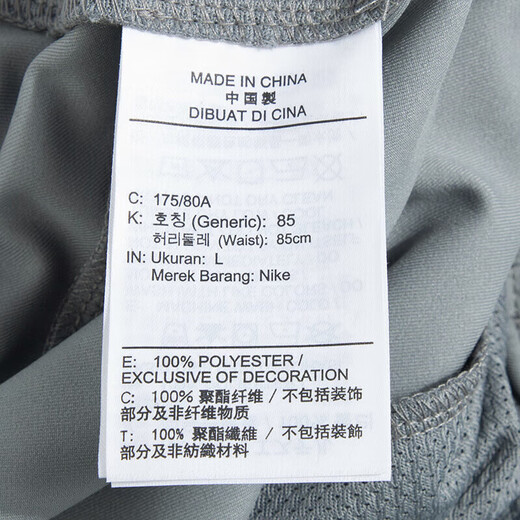 MADE IN CHINA
中国製
DIBUAT DI CINA
C: 175/80A
K: 호칭 (Generic): 85
허리둘레 (Waist): 85cm
IN: Ukuran: L
Merek Barang: Nike
E: 100% POLYESTER/
EXCLUSIVE OF DECORATION
C: 100% 聚酯纤维 / 不包括装饰
部分及非纤维物质
T: 100% 聚酯纖維 / 不包括裝飾
部分及非紡織材料